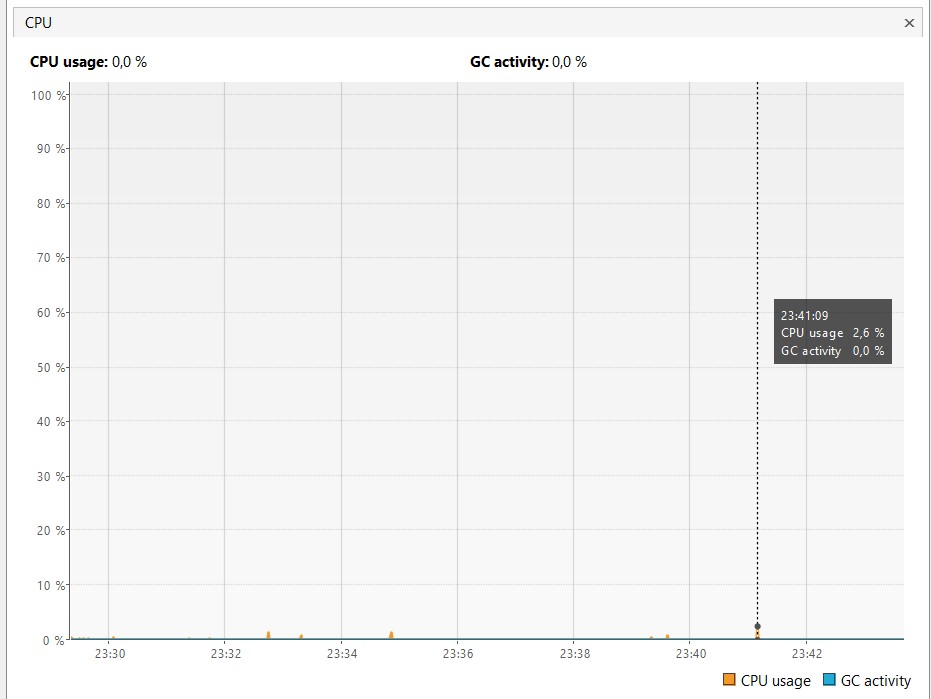 CPU ×
CPU usage: 0,0 % GC activity: 0,0 %
100 %
90 %
80 %
70 %
60 %
50 %
40 %
30 %
20 %
10 %
0 %
23:41:09
CPU usage 2,6 %
GC activity 0,0 %
23:30 23:32 23:34 23:36 23:38 23:40 23:42
CPU usage GC activity